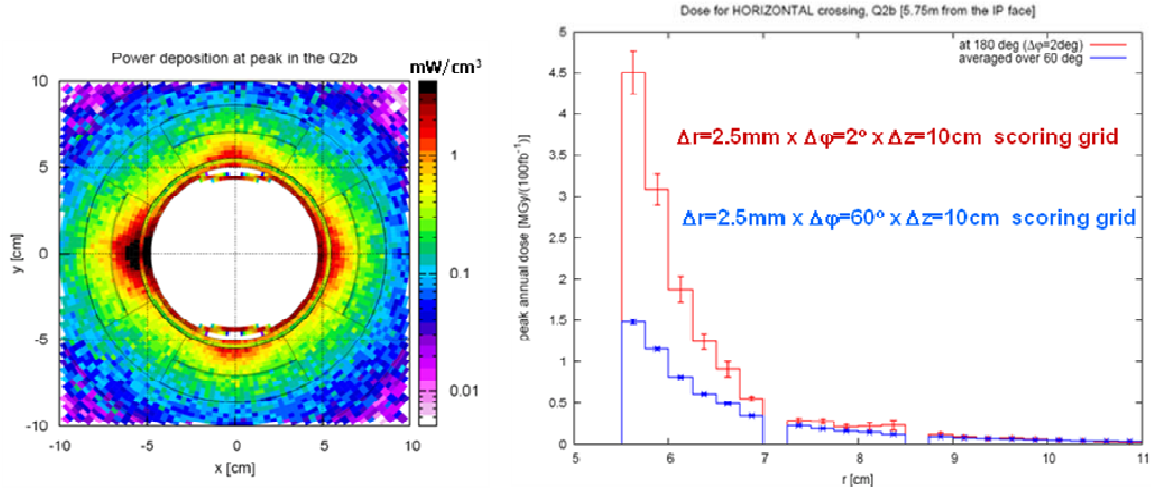 Power deposition at peak in the Q2b
mW/cm³
10
5
0
-5
-10
y [cm]
-10
-5
0
5
10
x [cm]
1
0.1
0.01
Dose for HORIZONTAL crossing, Q2b [5.75m from the IP face]
at 180 deg (Δφ=2deg)
averaged over 60 deg
Δr=2.5mm x Δφ=2º x Δz=10cm scoring grid
Δr=2.5mm x Δφ=60º x Δz=10cm scoring grid
peak annual dose [MGy/(100fb⁻¹)]
5
4.5
4
3.5
3
2.5
2
1.5
1
0.5
0
5
6
7
8
9
10
11
r [cm]